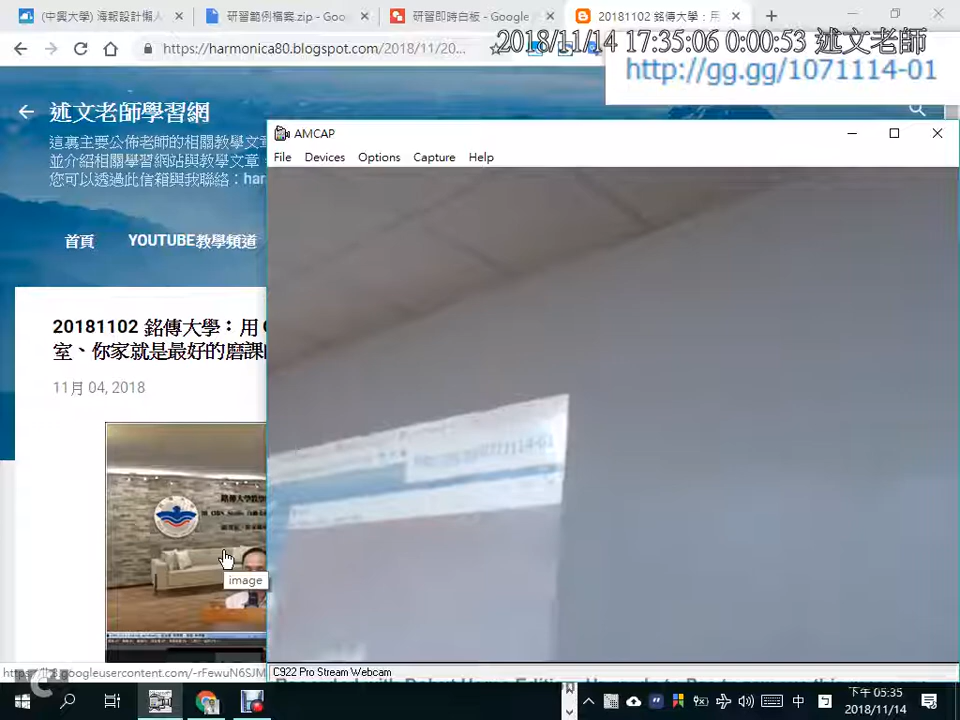 (中興大學) 海報設計懶人
研習範例檔案.zip - Goo
研習即時白板 - Google
20181102 銘傳大學：用
https://harmonica80.blogspot.com/2018/11/20...
2018/11/14 17:35:06 0:00:53 述文老師
http://gg.gg/1071114-01
述文老師學習網
這裏主要公佈老師的相關教學文章
並介紹相關學習網站與教學文章，
您可以透過此信箱與我聯絡：har
首頁
YOUTUBE教學頻道
AMCAP
File Devices Options Capture Help
20181102 銘傳大學：用
室、你家就是最好的磨課
11月 04, 2018
image
googleusercontent.com/-rFewuN6SJM
C922 Pro Stream Webcam
中
下午 05:35
2018/11/14